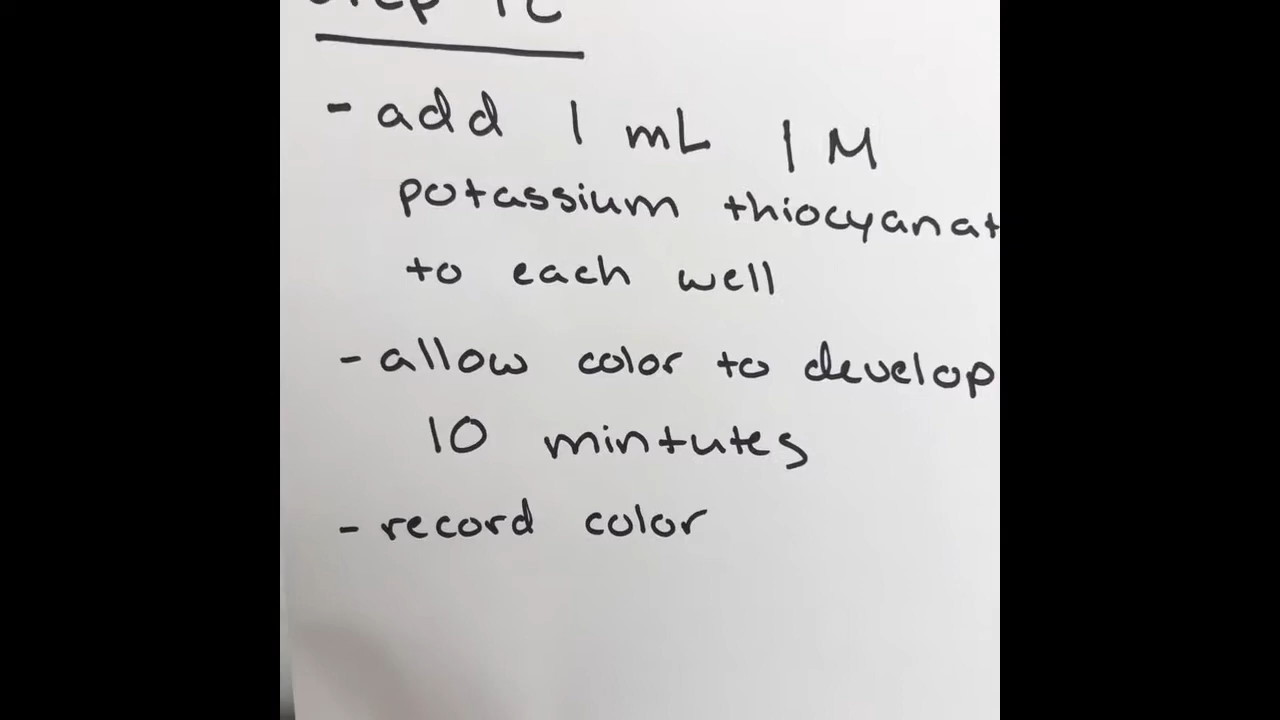 - add 1 mL 1 M
potassium thiocyanat
to each well
- allow color to develop
10 mintutes
- record color